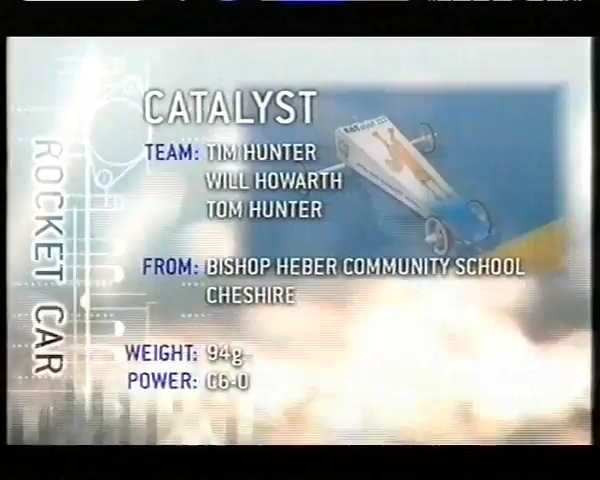 CATALYST
TEAM: TIM HUNTER
WILL HOWARTH
TOM HUNTER
FROM: BISHOP HEBER COMMUNITY SCHOOL
CHESHIRE
WEIGHT: 94g
POWER: C6-0
ROCKET CAR